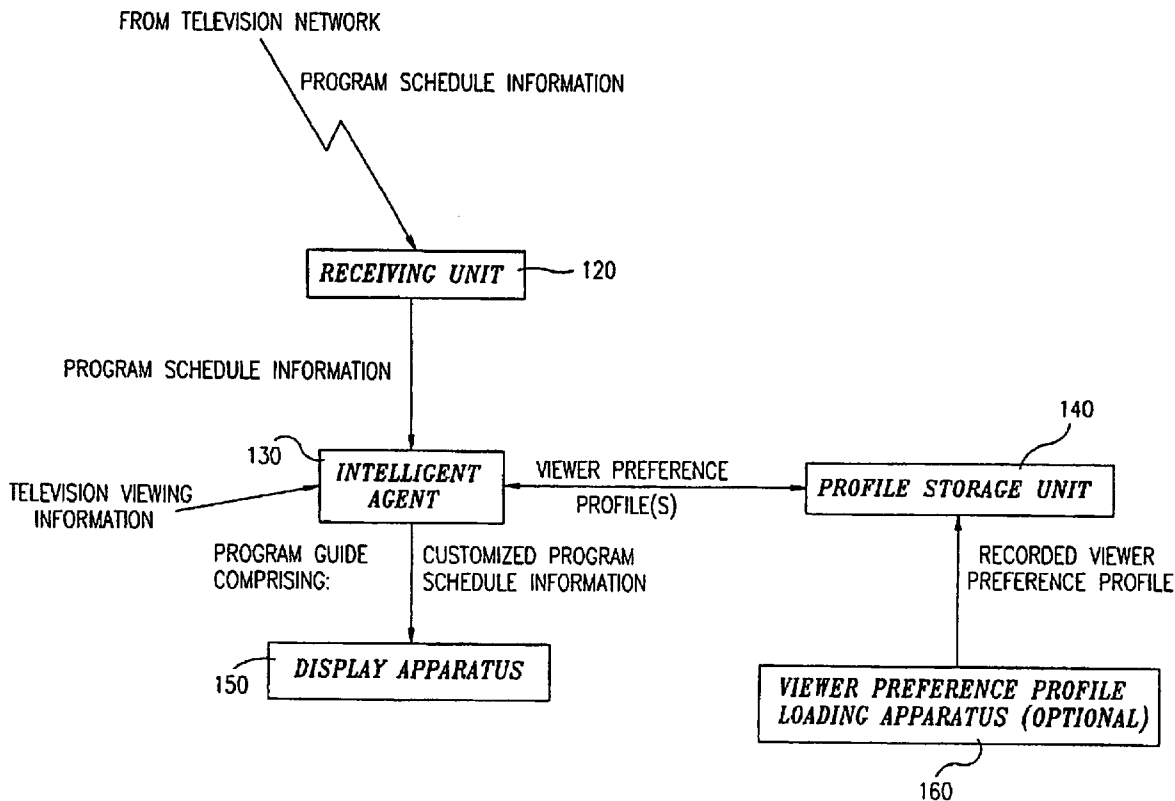 FROM TELEVISION NETWORK
PROGRAM SCHEDULE INFORMATION
RECEIVING UNIT
120
PROGRAM SCHEDULE INFORMATION
140
130
INTELLIGENT
AGENT
VIEWER PREFERENCE
PROFILE(S)
PROFILE STORAGE UNIT
TELEVISION VIEWING
INFORMATION
PROGRAM GUIDE
COMPRISING:
CUSTOMIZED PROGRAM
SCHEDULE INFORMATION
RECORDED VIEWER
PREFERENCE PROFILE
DISPLAY APPARATUS
150
VIEWER PREFERENCE PROFILE
LOADING APPARATUS (OPTIONAL)
160